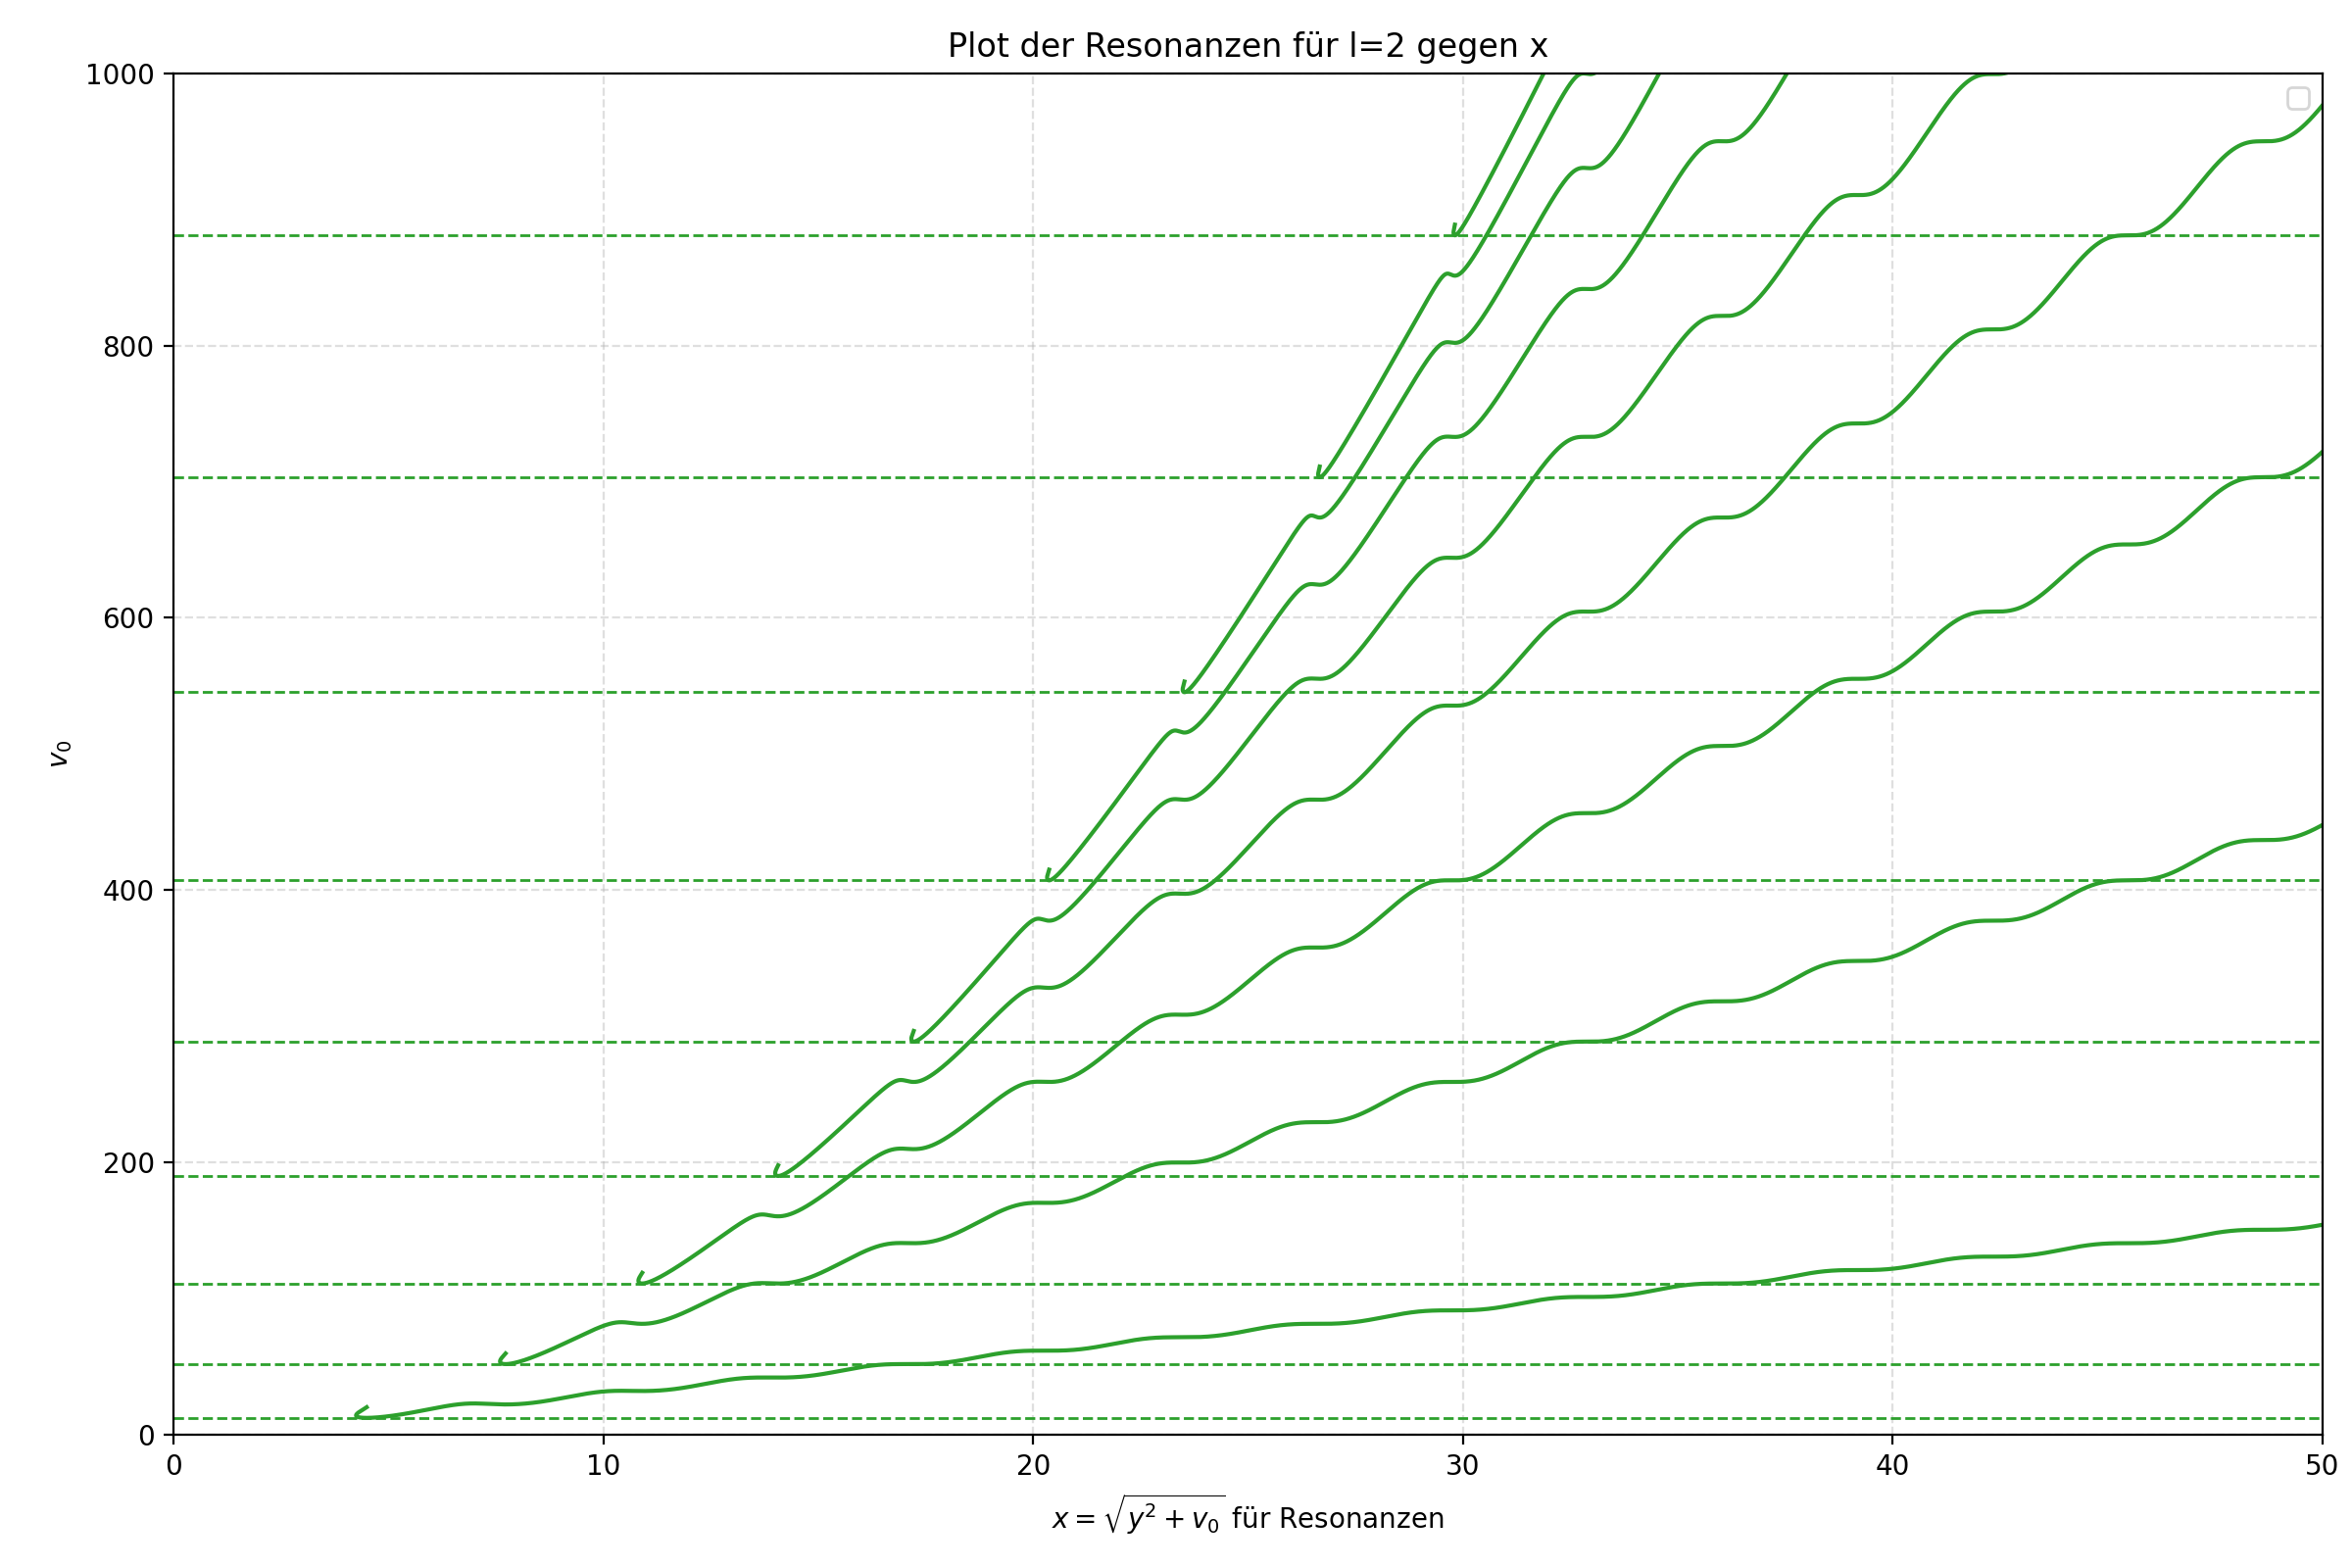 Plot der Resonanzen für l=2 gegen x
1000
800
600
400
200
0
v₀
0 10 20 30 40 50
x = √(y² + v₀) für Resonanzen